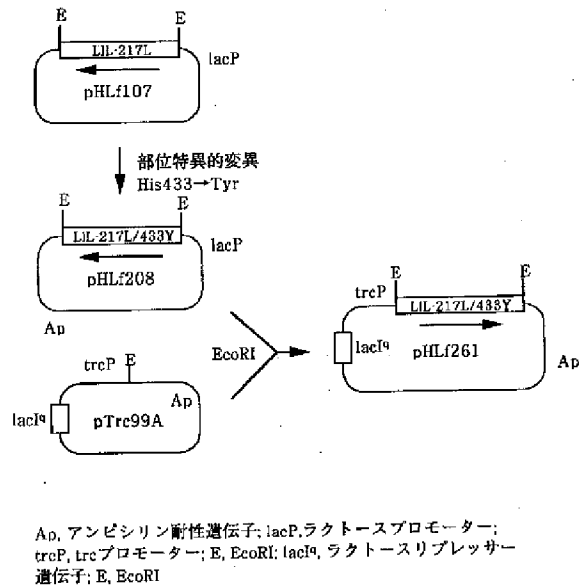 E E
LlL-217L
lacP
pHLf107
部位特異的変異
His433→Tyr
E E
LlL-217L/433Y
lacP
pHLf208
Ap
E E
trcP
LlL-217L/433Y
EcoRI
lacIq
pHLf261
Ap
trcP E
Ap
lacIq
pTrc99A
Ap, アンピシリン耐性遺伝子; lacP,ラクトースプロモーター;
trcP, trcプロモーター; E, EcoRI; lacIq, ラクトースリプレッサー
遺伝子; E, EcoRI